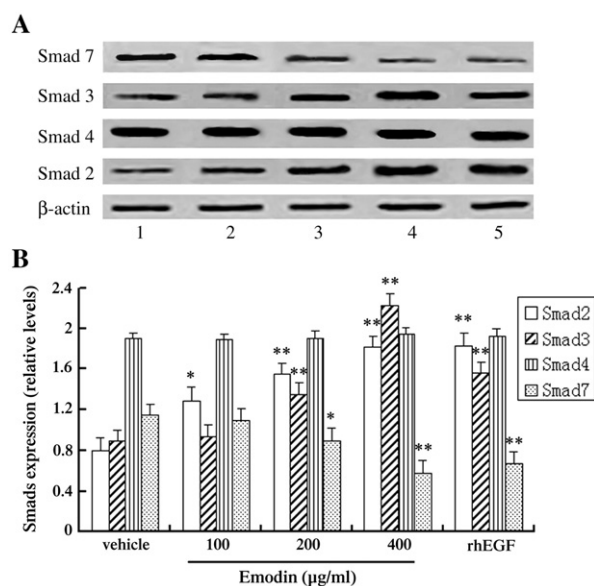 A
Smad 7
Smad 3
Smad 4
Smad 2
β-actin
1 2 3 4 5
B
Smads expression (relative levels)
2.4
2
1.6
1.2
0.8
0.4
0
* ** ** * ** ** ** ** ** **
Smad2
Smad3
Smad4
Smad7
vehicle 100 200 400 rhEGF
Emodin (μg/ml)